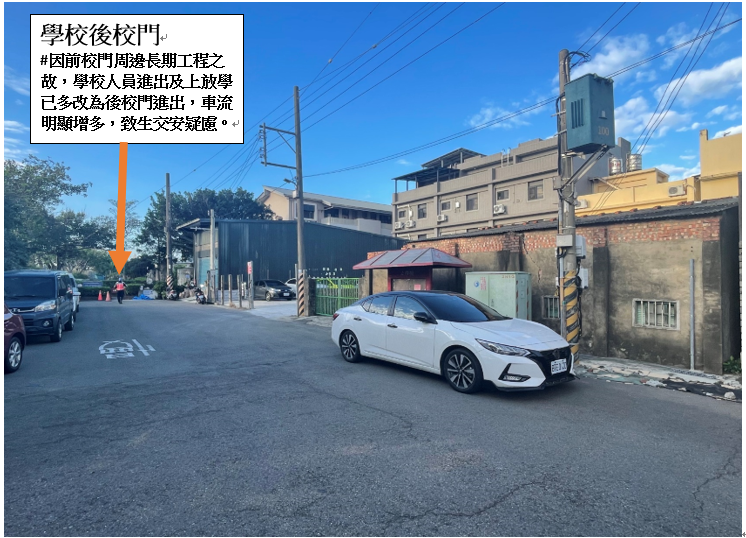 學校後校門
#因前校門周邊長期工程之
故，學校人員進出及上放學
已多改為後校門進出，車流
明顯增多，致生交安疑慮。